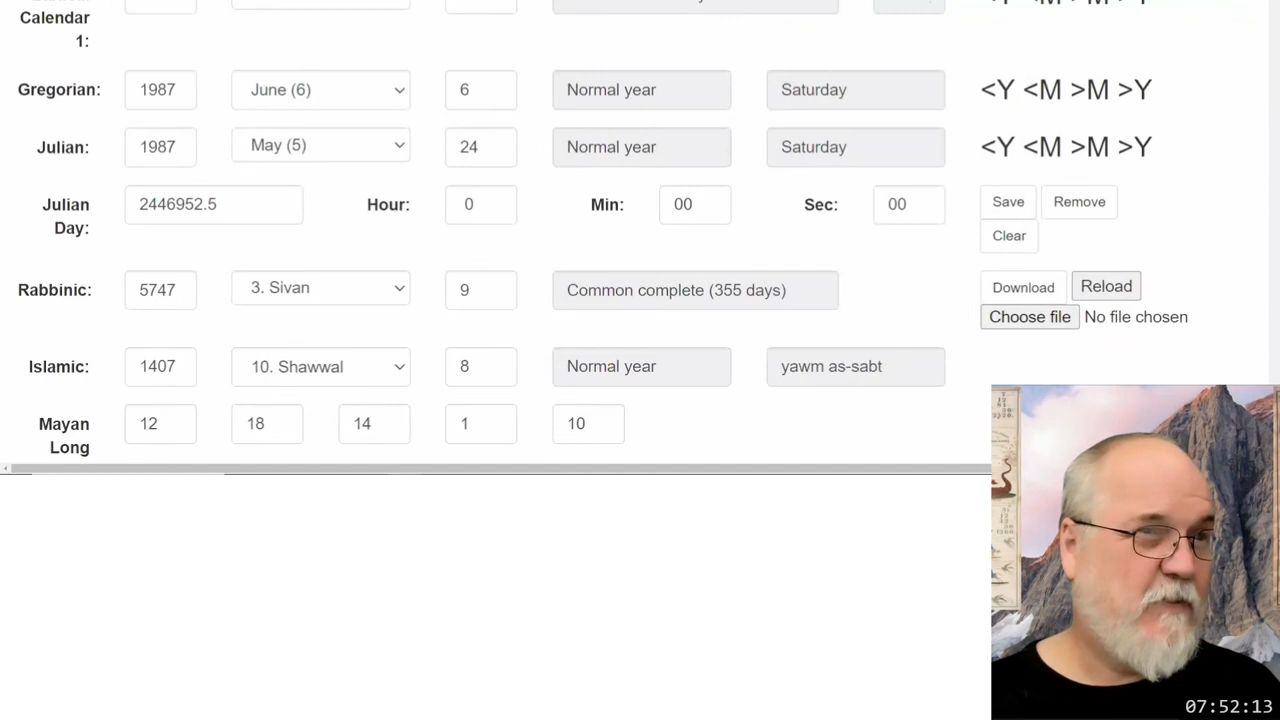 Calendar
1:
Gregorian: 1987 June (6) 6 Normal year Saturday <Y <M >M >Y
Julian: 1987 May (5) 24 Normal year Saturday <Y <M >M >Y
Julian Day: 2446952.5 Hour: 0 Min: 00 Sec: 00 Save Remove
Clear
Rabbinic: 5747 3. Sivan 9 Common complete (355 days) Download Reload
Choose file No file chosen
Islamic: 1407 10. Shawwal 8 Normal year yawm as-sabt
Mayan Long 12 18 14 1 10
07:52:13